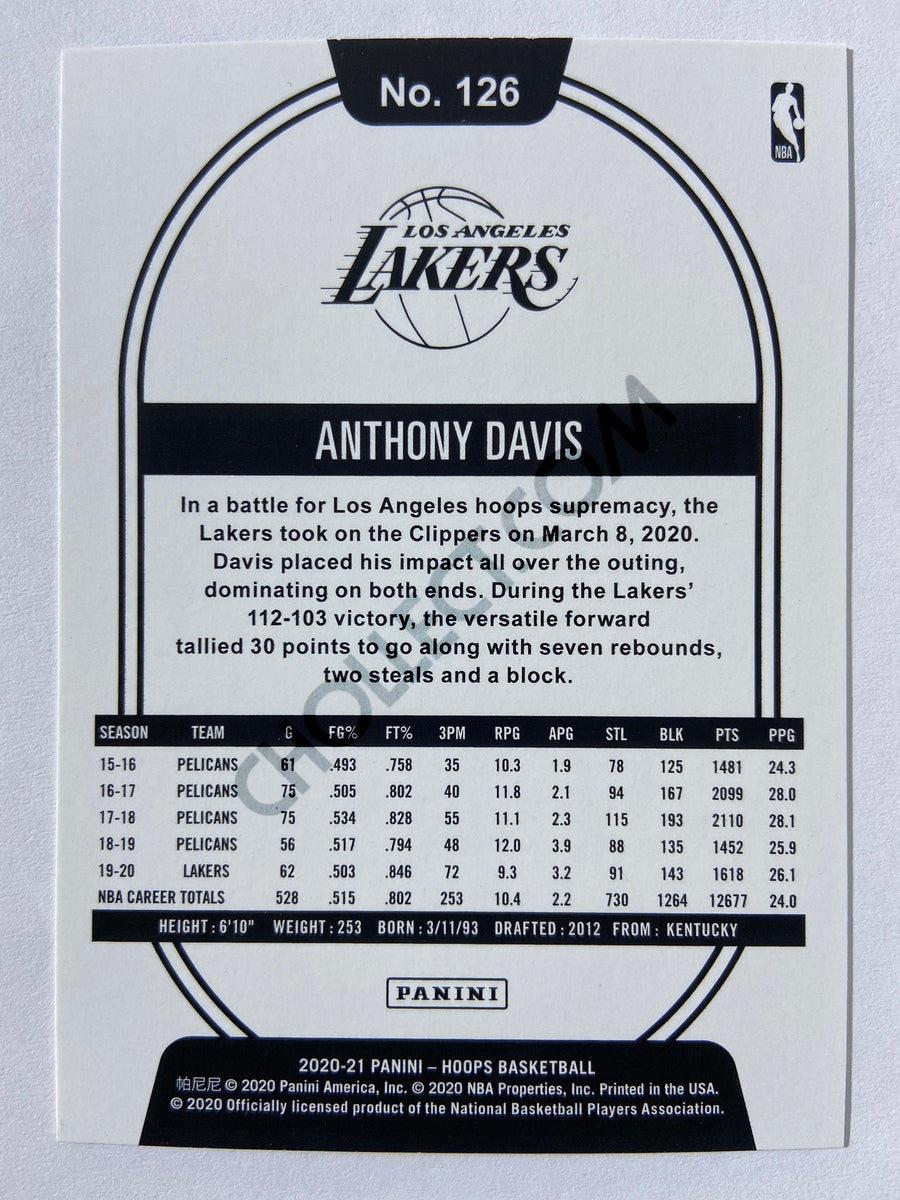 No. 126
NBA
LOS ANGELES
LAKERS
ANTHONY DAVIS
In a battle for Los Angeles hoops supremacy, the
Lakers took on the Clippers on March 8, 2020.
Davis placed his impact all over the outing,
dominating on both ends. During the Lakers'
112-103 victory, the versatile forward
tallied 30 points to go along with seven rebounds,
two steals and a block.
CHOLLECT.COM
SEASON TEAM G FG% FT% 3PM RPG APG STL BLK PTS PPG
15-16 PELICANS 61 .493 .758 35 10.3 1.9 78 125 1481 24.3
16-17 PELICANS 75 .505 .802 40 11.8 2.1 94 167 2099 28.0
17-18 PELICANS 75 .534 .828 55 11.1 2.3 115 193 2110 28.1
18-19 PELICANS 56 .517 .794 48 12.0 3.9 88 135 1452 25.9
19-20 LAKERS 62 .503 .846 72 9.3 3.2 91 143 1618 26.1
NBA CAREER TOTALS 528 .515 .802 253 10.4 2.2 730 1264 12677 24.0
HEIGHT: 6'10" WEIGHT: 253 BORN: 3/11/93 DRAFTED: 2012 FROM: KENTUCKY
PANINI
2020-21 PANINI – HOOPS BASKETBALL
帕尼尼 © 2020 Panini America, Inc. © 2020 NBA Properties, Inc. Printed in the USA.
© 2020 Officially licensed product of the National Basketball Players Association.